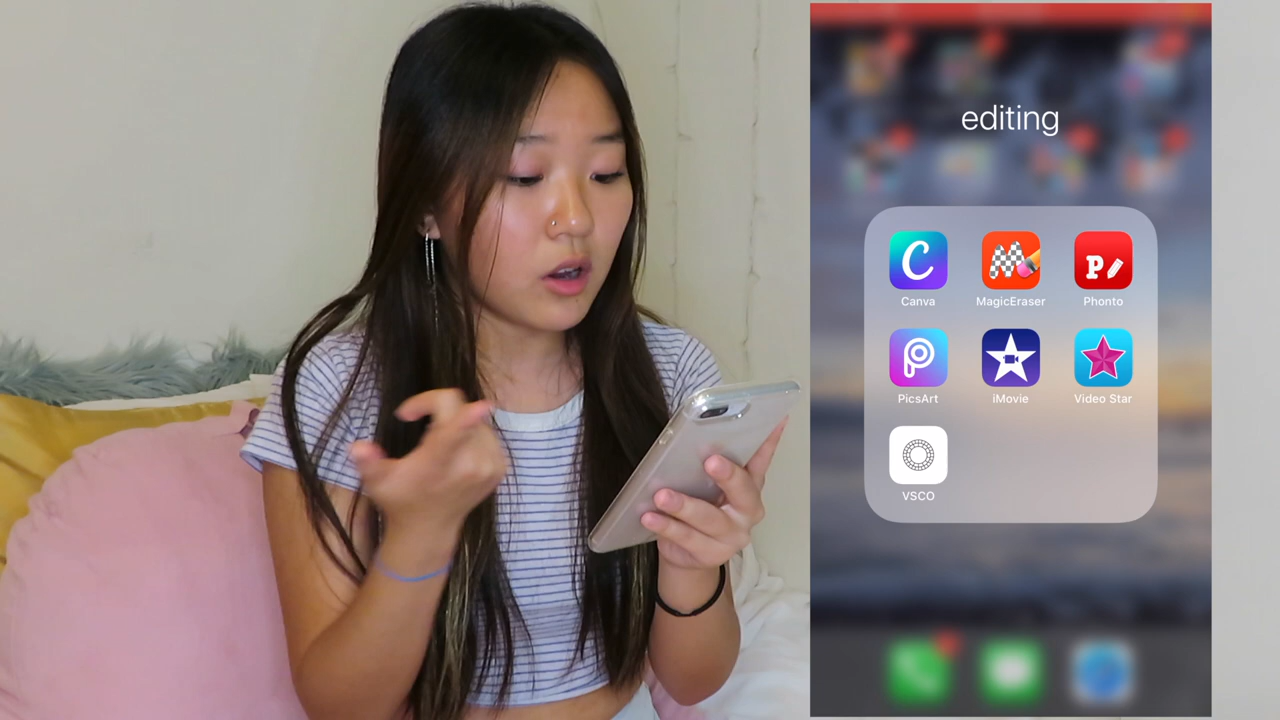 editing
C
M
P
Canva
MagicEraser
Phonto
P
PicsArt
iMovie
Video Star
VSCO